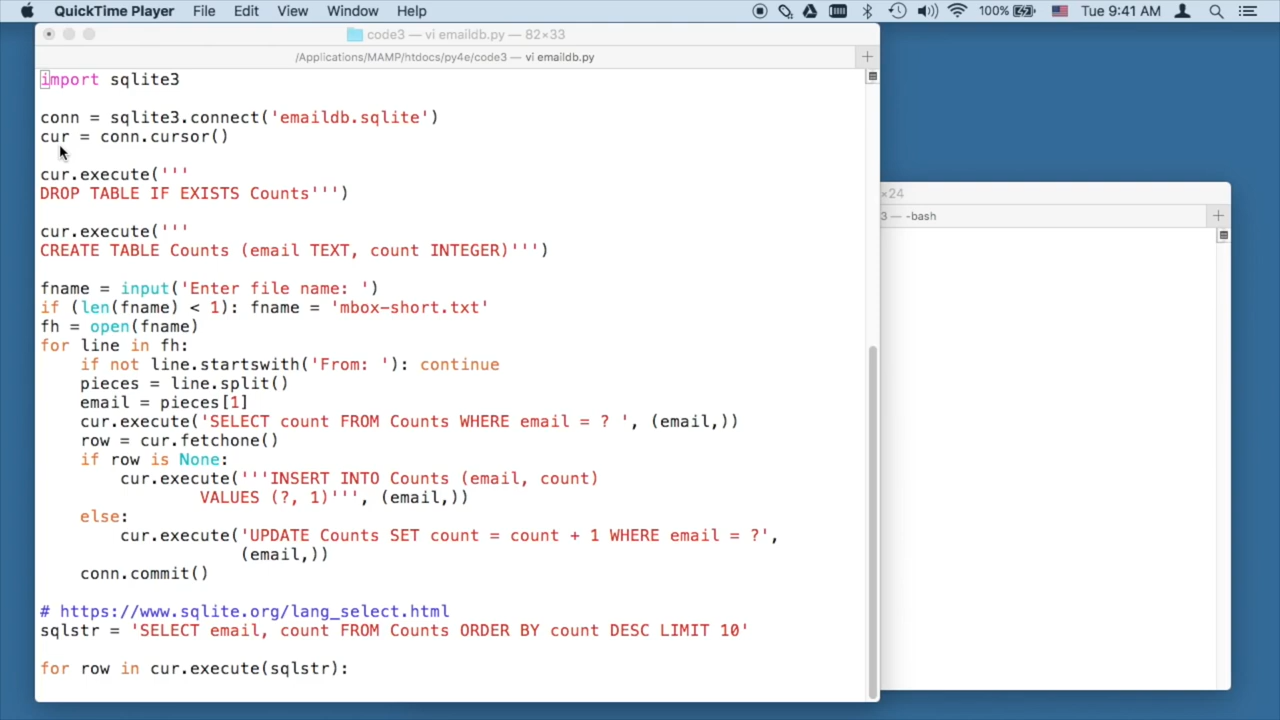 QuickTime Player File Edit View Window Help 100% Tue 9:41 AM
code3 — vi emaildb.py — 82×33
/Applications/MAMP/htdocs/py4e/code3 — vi emaildb.py +
import sqlite3
conn = sqlite3.connect('emaildb.sqlite')
cur = conn.cursor()
cur.execute('''
DROP TABLE IF EXISTS Counts''')
cur.execute('''
CREATE TABLE Counts (email TEXT, count INTEGER)''')
fname = input('Enter file name: ')
if (len(fname) < 1): fname = 'mbox-short.txt'
fh = open(fname)
for line in fh:
    if not line.startswith('From: '): continue
    pieces = line.split()
    email = pieces[1]
    cur.execute('SELECT count FROM Counts WHERE email = ? ', (email,))
    row = cur.fetchone()
    if row is None:
        cur.execute('''INSERT INTO Counts (email, count)
                VALUES (?, 1)''', (email,))
    else:
        cur.execute('UPDATE Counts SET count = count + 1 WHERE email = ?',
                    (email,))
    conn.commit()
# https://www.sqlite.org/lang_select.html
sqlstr = 'SELECT email, count FROM Counts ORDER BY count DESC LIMIT 10'
for row in cur.execute(sqlstr):
×24
3 — -bash +